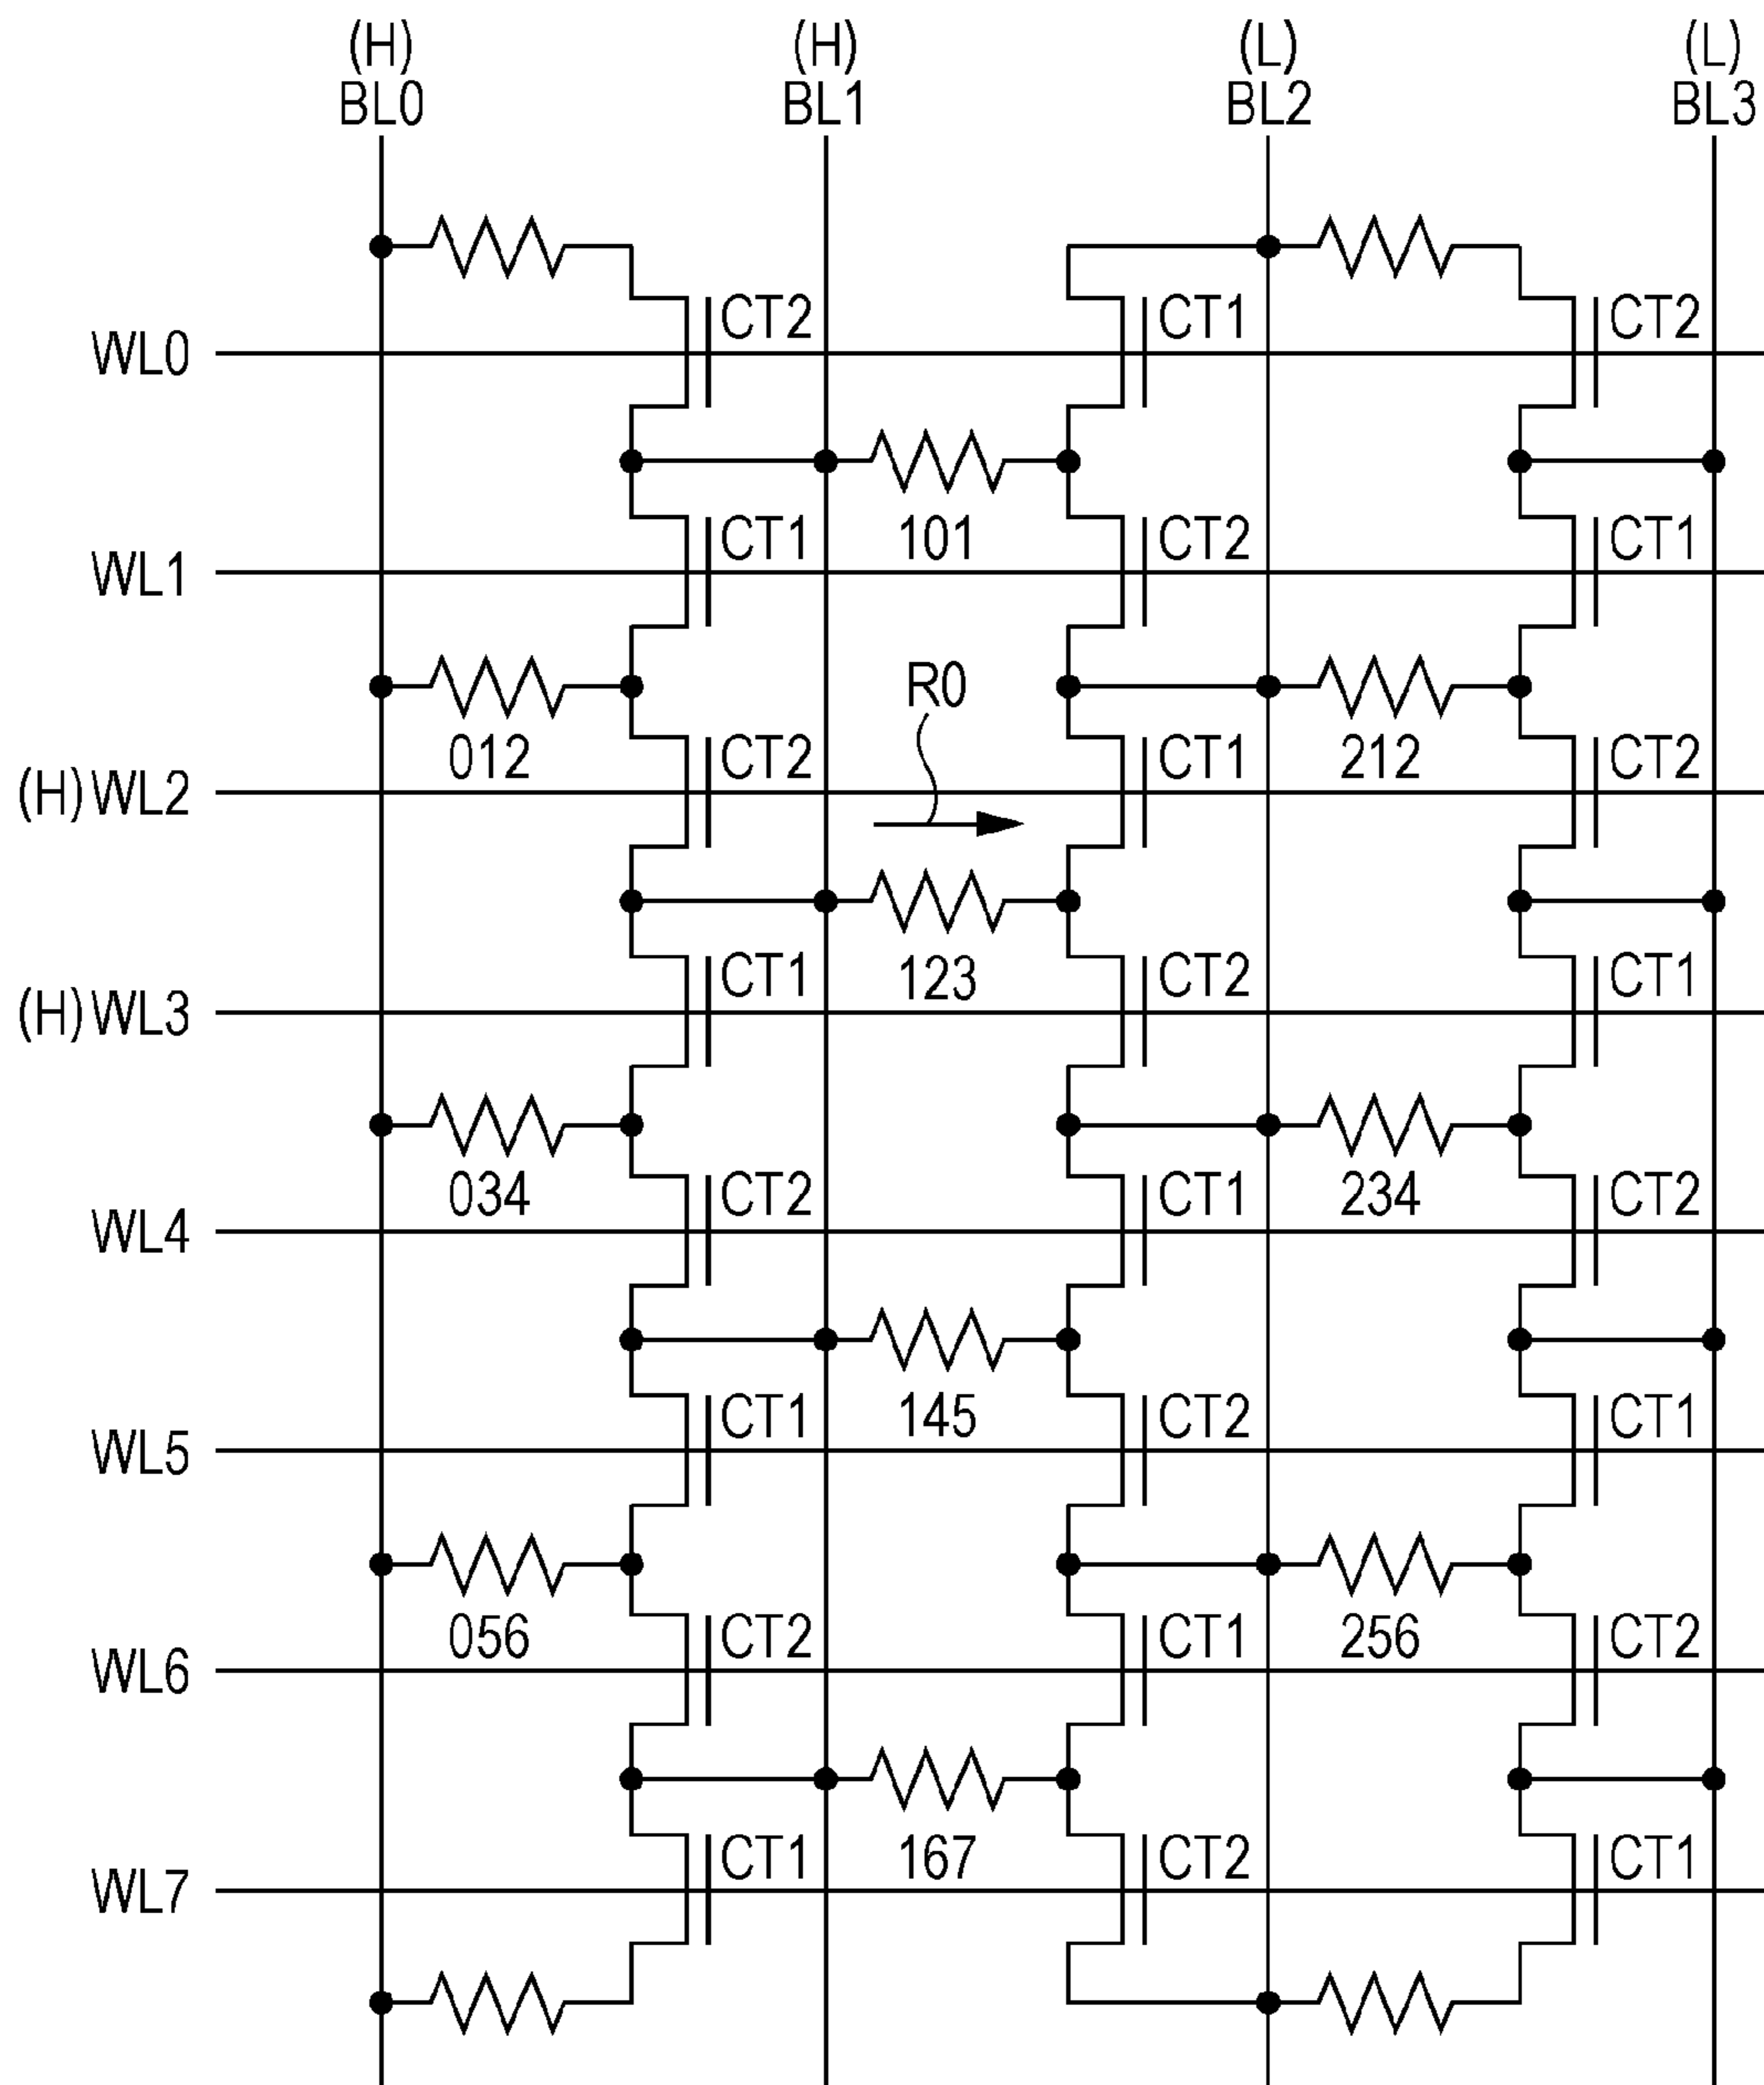 (H) (H) (L) (L)
BL0 BL1 BL2 BL3
CT2 CT1 CT2
WL0
CT1 101 CT2 CT1
WL1
R0
012 CT2 CT1 212 CT2
(H) WL2
CT1 123 CT2 CT1
(H) WL3
034 CT2 CT1 234 CT2
WL4
CT1 145 CT2 CT1
WL5
056 CT2 CT1 256 CT2
WL6
CT1 167 CT2 CT1
WL7